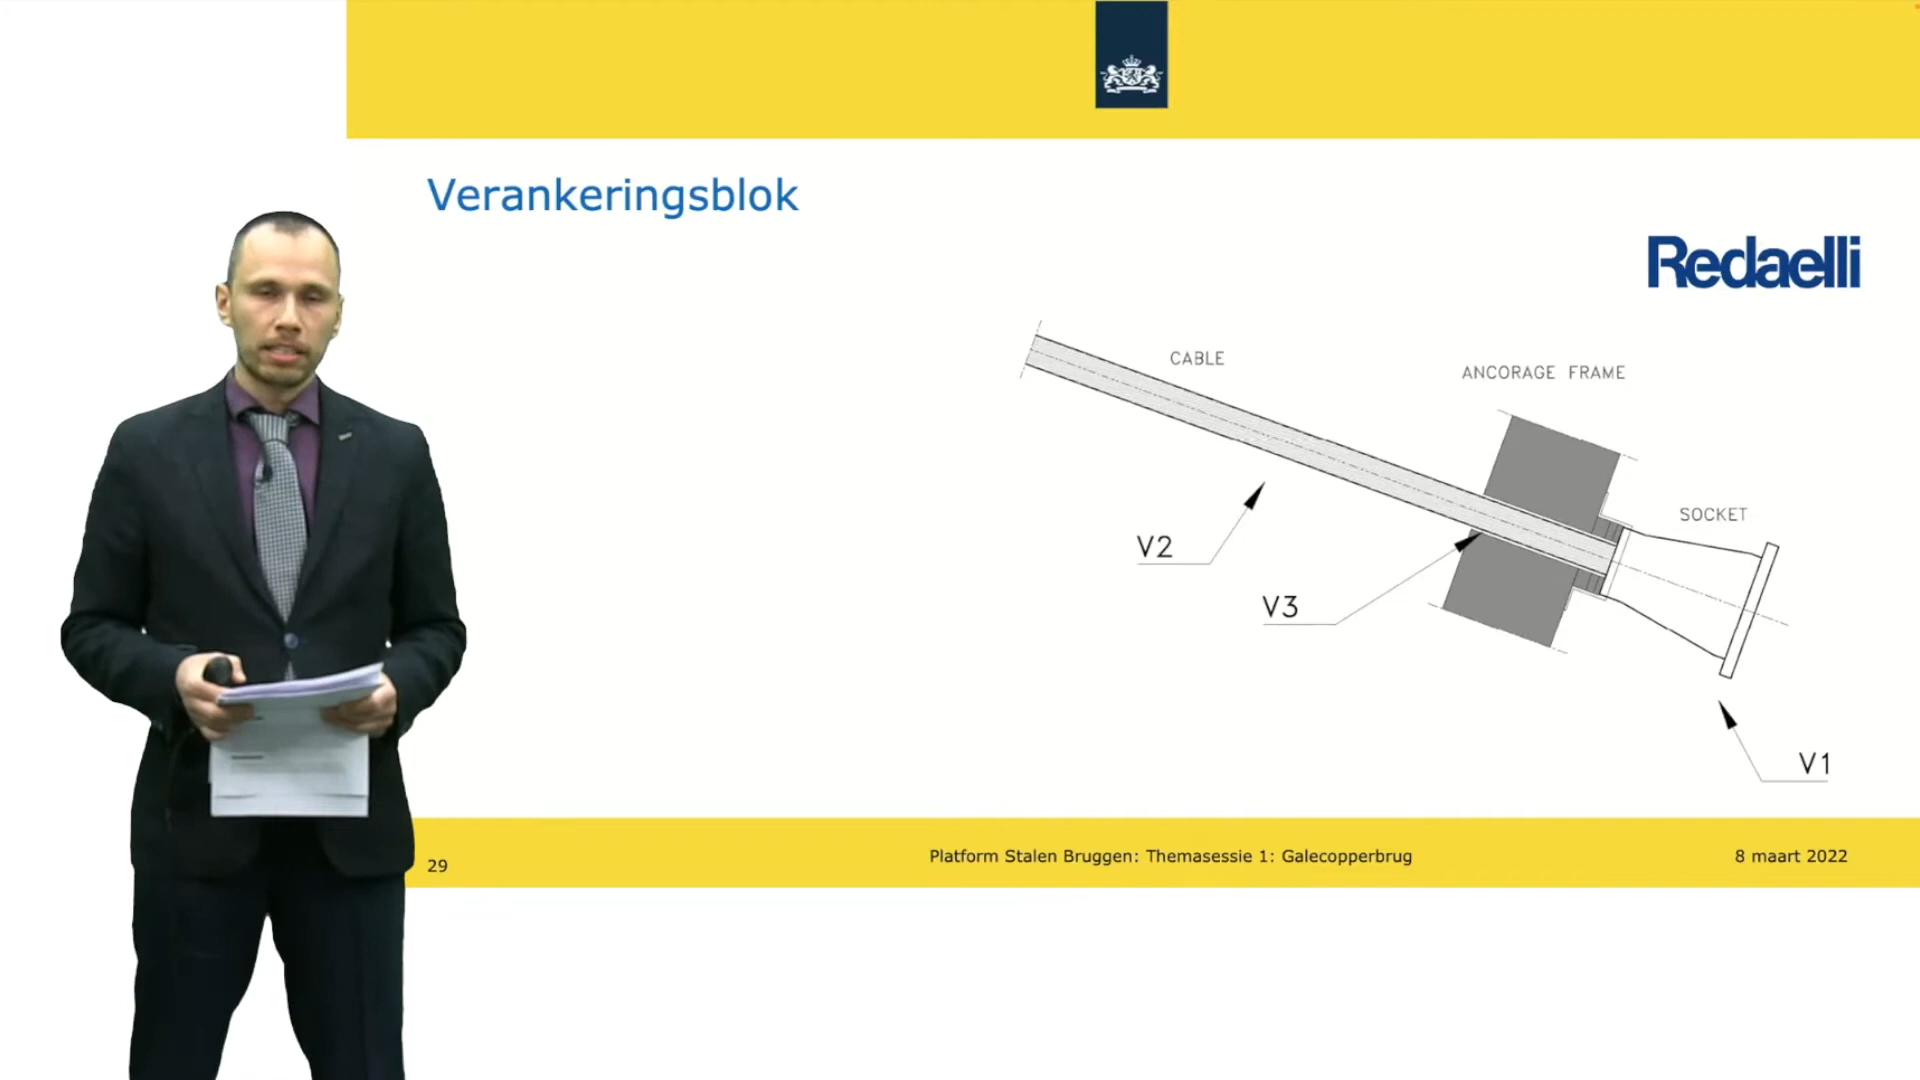 Verankeringsblok
Redaelli
CABLE
ANCORAGE FRAME
SOCKET
V2
V3
V1
29
Platform Stalen Bruggen: Themasessie 1: Galecopperbrug
8 maart 2022